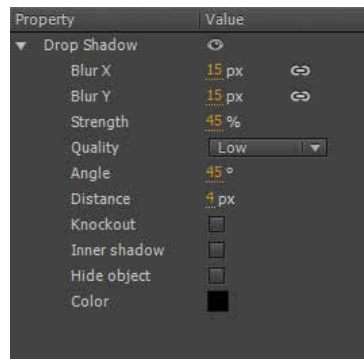 Property Value
Drop Shadow
Blur X 15 px
Blur Y 15 px
Strength 45 %
Quality Low
Angle 45 °
Distance 4 px
Knockout
Inner shadow
Hide object
Color